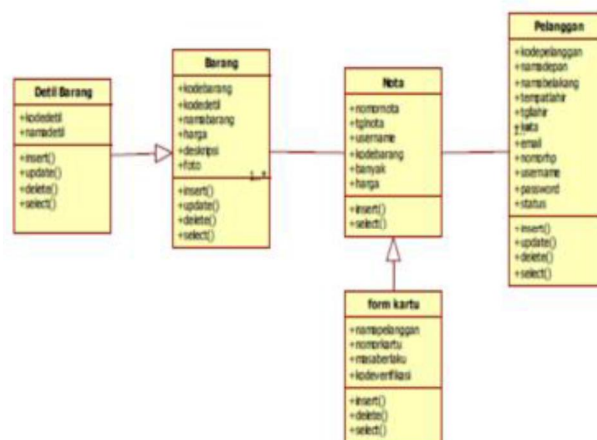 Detil Barang
+kodedetil
+namadetil
+insert()
+update()
+delete()
+select()
Barang
+kodebarang
+kodedetil
+namabarang
+harga
+deskripsi
+foto
1..*
+insert()
+update()
+delete()
+select()
Nota
+nomornota
+tglnota
+username
+kodebarang
+banyak
+harga
+insert()
+select()
form kartu
+namapelanggan
+nomorkartu
+masaberlaku
+kodeverifikasi
+insert()
+delete()
+select()
Pelanggan
+kodepelanggan
+namadepan
+namabelakang
+tempatlahir
+tgllahir
+kota
+email
+nomorhp
+username
+password
+status
+insert()
+update()
+delete()
+select()